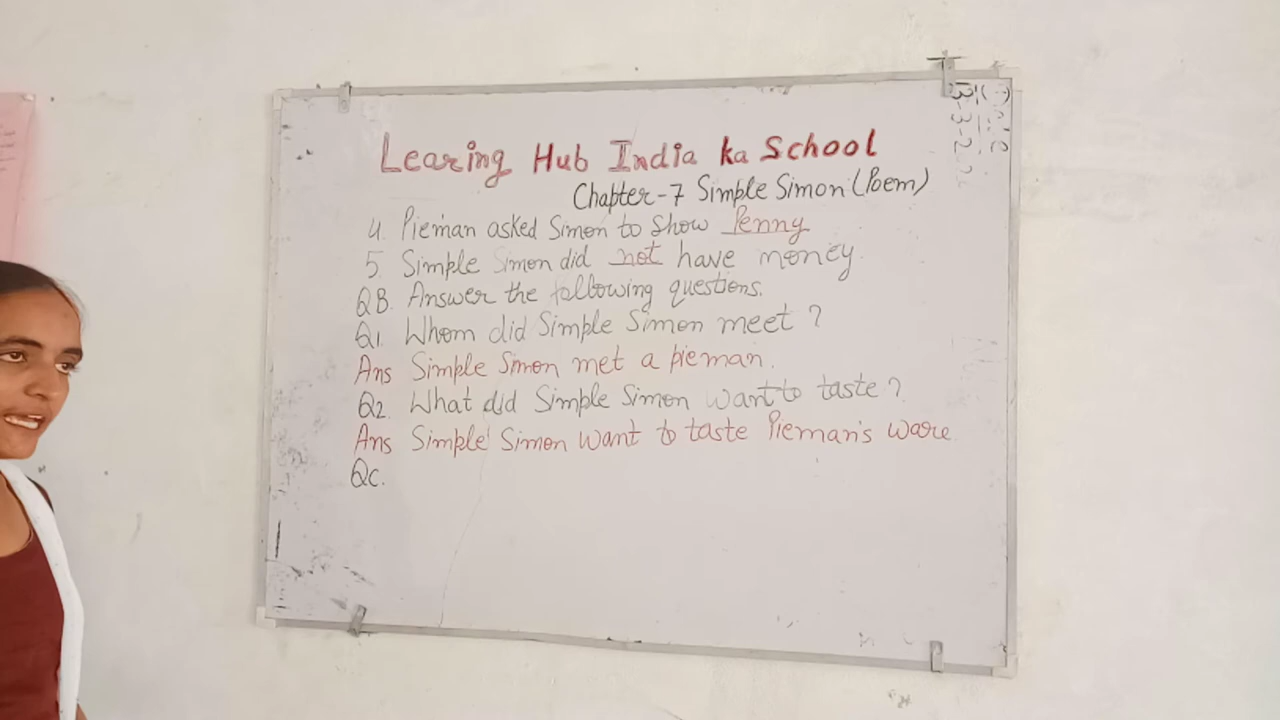 Learing Hub India ka School
Chapter-7 Simple Simon (Poem)
4. Pieman asked Simon to show Penny
5. Simple Simon did not have money.
QB. Answer the following questions.
Q1. Whom did Simple Simon meet?
Ans Simple Simon met a pieman.
Q2. What did Simple Simon want to taste?
Ans Simple Simon want to taste Pieman's ware
Qc.